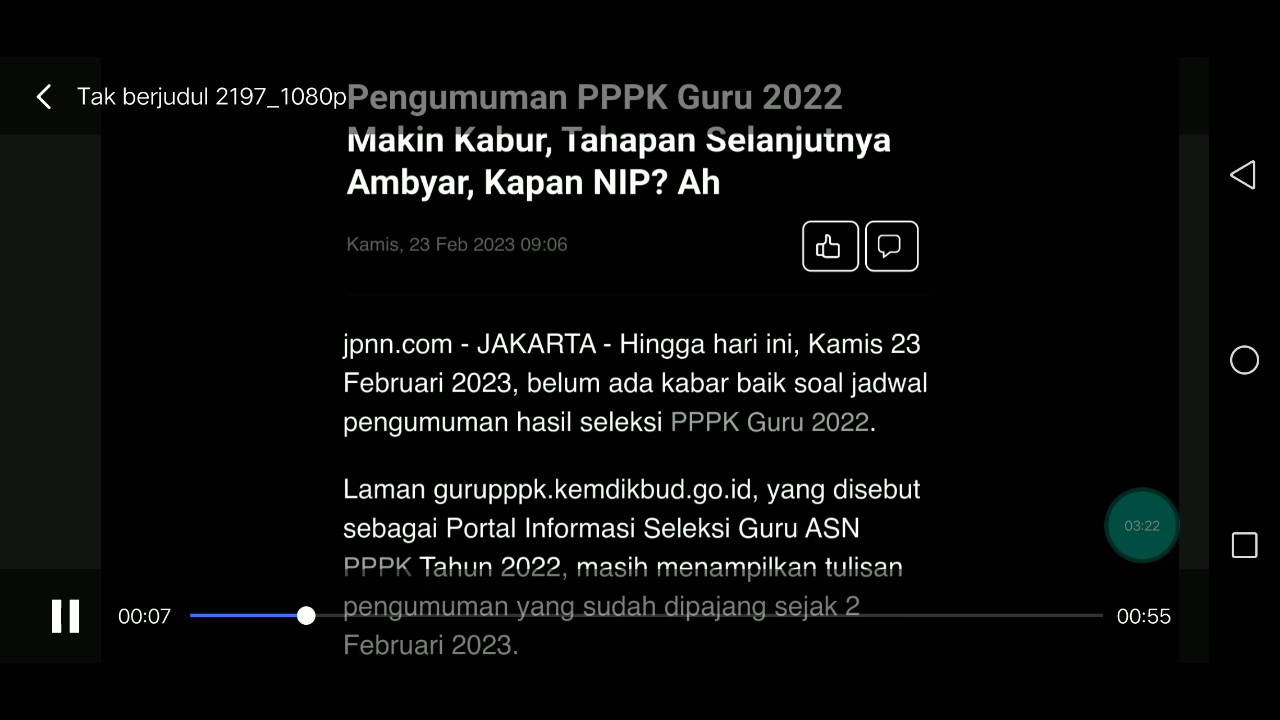 Tak berjudul 2197_1080p
Pengumuman PPPK Guru 2022
Makin Kabur, Tahapan Selanjutnya
Ambyar, Kapan NIP? Ah
Kamis, 23 Feb 2023 09:06
jpnn.com - JAKARTA - Hingga hari ini, Kamis 23
Februari 2023, belum ada kabar baik soal jadwal
pengumuman hasil seleksi PPPK Guru 2022.
Laman gurupppk.kemdikbud.go.id, yang disebut
sebagai Portal Informasi Seleksi Guru ASN
PPPK Tahun 2022, masih menampilkan tulisan
pengumuman yang sudah dipajang sejak 2
Februari 2023.
03:22
00:07
00:55